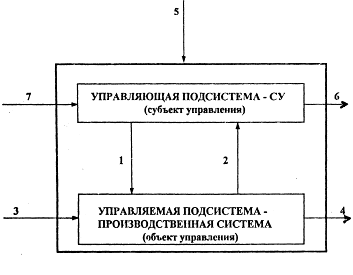 5
7
УПРАВЛЯЮЩАЯ ПОДСИСТЕМА - СУ
(субъект управления)
6
1
2
3
УПРАВЛЯЕМАЯ ПОДСИСТЕМА -
ПРОИЗВОДСТВЕННАЯ СИСТЕМА
(объект управления)
4